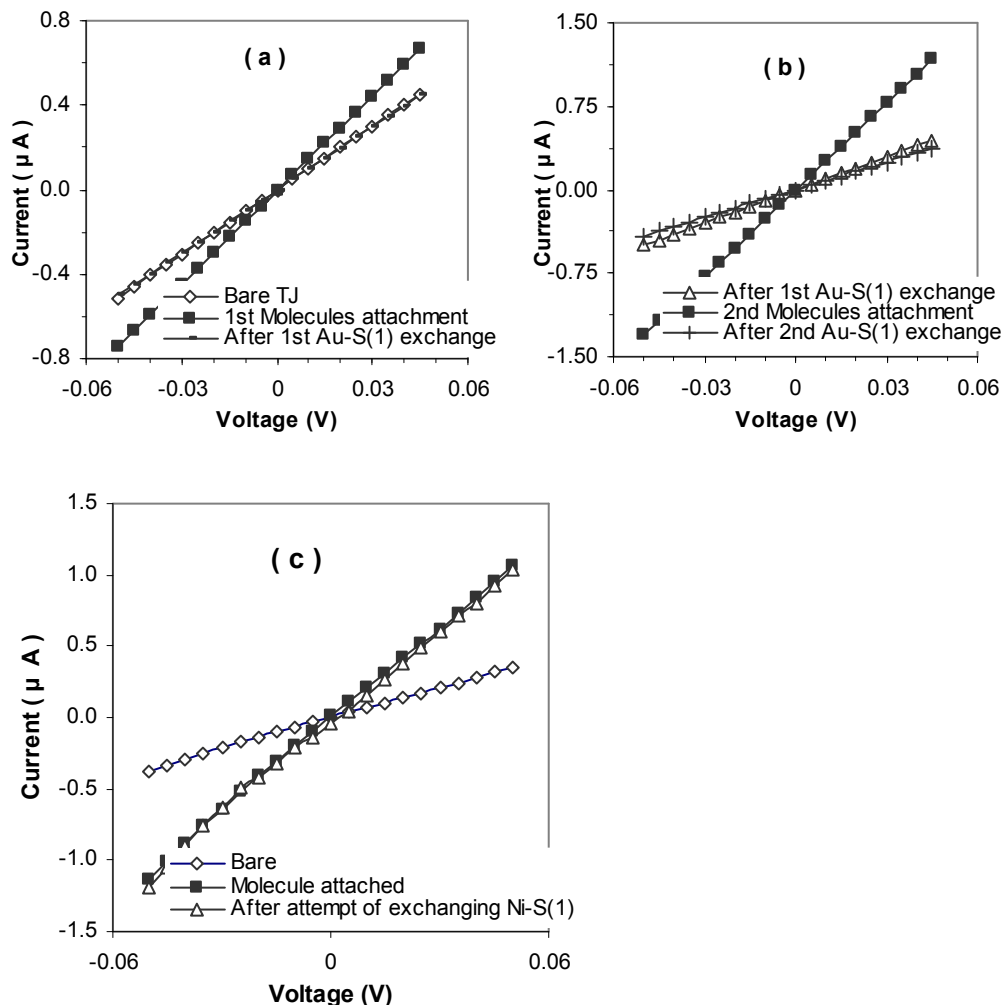 ( a )
0.8
0.4
0.0
-0.4
-0.8
Current ( µ A )
Bare TJ
1st Molecules attachment
After 1st Au-S(1) exchange
-0.06
-0.03
0
0.03
0.06
Voltage (V)
( b )
1.50
0.75
0.00
-0.75
-1.50
Current ( µ A )
After 1st Au-S(1) exchange
2nd Molecules attachment
After 2nd Au-S(1) exchange
-0.06
-0.03
0
0.03
0.06
Voltage (V)
( c )
1.5
1.0
0.5
0.0
-0.5
-1.0
-1.5
Current ( µ A )
Bare
Molecule attached
After attempt of exchanging Ni-S(1)
-0.06
0
0.06
Voltage (V)